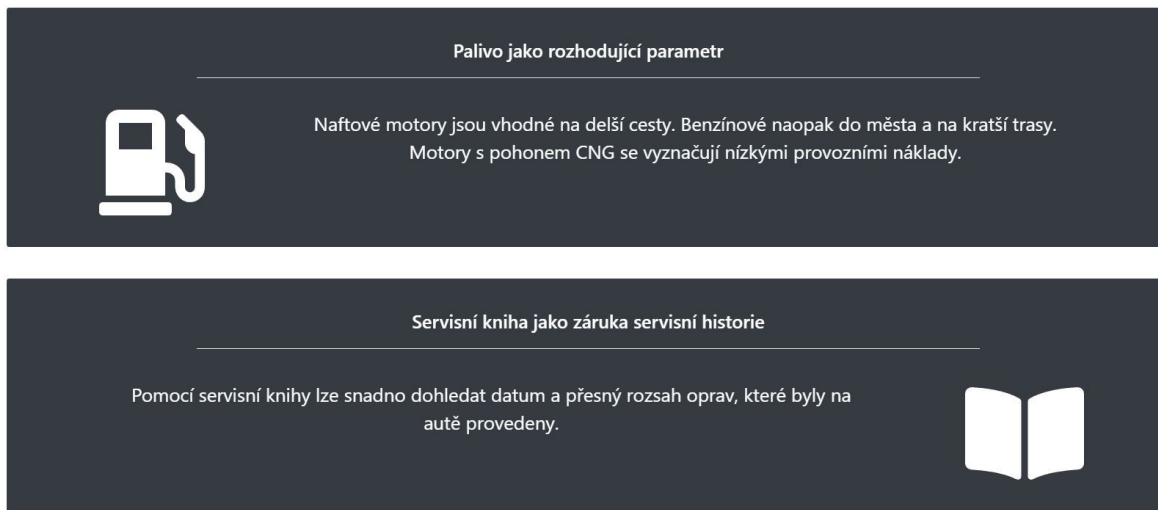 Palivo jako rozhodující parametr
Naftové motory jsou vhodné na delší cesty. Benzínové naopak do města a na kratší trasy.
Motory s pohonem CNG se vyznačují nízkými provozními náklady.
Servisní kniha jako záruka servisní historie
Pomocí servisní knihy lze snadno dohledat datum a přesný rozsah oprav, které byly na
autě provedeny.